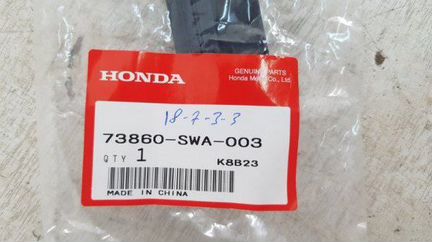 HONDA
GENUINE PARTS
Honda Motor Co., Ltd.
18-7-3-3
73860-SWA-003
QTY 1
K8B23
MADE IN CHINA